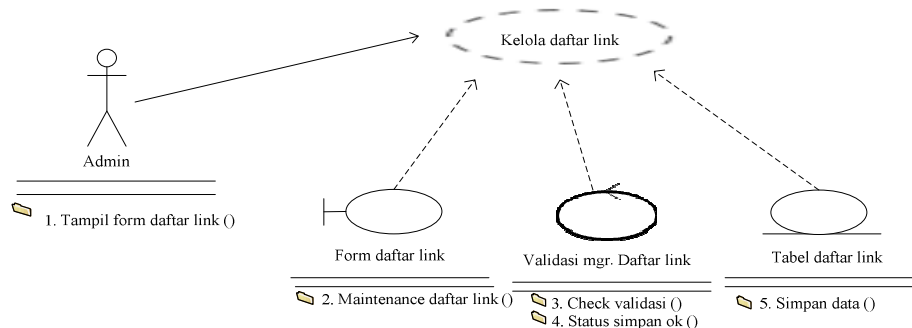 Kelola daftar link
Admin
1. Tampil form daftar link ()
Form daftar link
2. Maintenance daftar link ()
Validasi mgr. Daftar link
3. Check validasi ()
4. Status simpan ok ()
Tabel daftar link
5. Simpan data ()